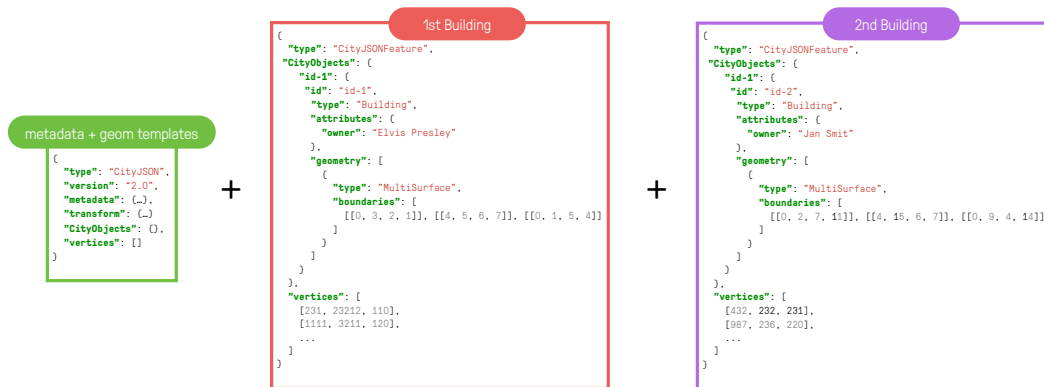 metadata + geom templates
{
"type": “CityJSON”,
"version": “2.0”,
"metadata": {…},
"transform": {…}
"CityObjects": {},
"vertices": []
}
+
1st Building
{
"type": “CityJSONFeature”,
"CityObjects": {
"id-1": {
"id": “id-1”,
"type": “Building”,
"attributes": {
"owner": “Elvis Presley”
},
"geometry": [
{
"type": “MultiSurface”,
"boundaries": [
[[0, 3, 2, 1]], [[4, 5, 6, 7]], [[0, 1, 5, 4]]
]
}
]
}
},
"vertices": [
[231, 23212, 110],
[1111, 3211, 120],
...
]
}
+
2nd Building
{
"type": “CityJSONFeature”,
"CityObjects": {
"id-1": {
"id": “id-2”,
"type": “Building”,
"attributes": {
"owner": “Jan Smit”
},
"geometry": [
{
"type": “MultiSurface”,
"boundaries": [
[[0, 2, 7, 11]], [[4, 15, 6, 7]], [[0, 9, 4, 14]]
]
}
]
}
},
"vertices": [
[432, 232, 231],
[987, 236, 220],
...
]
}